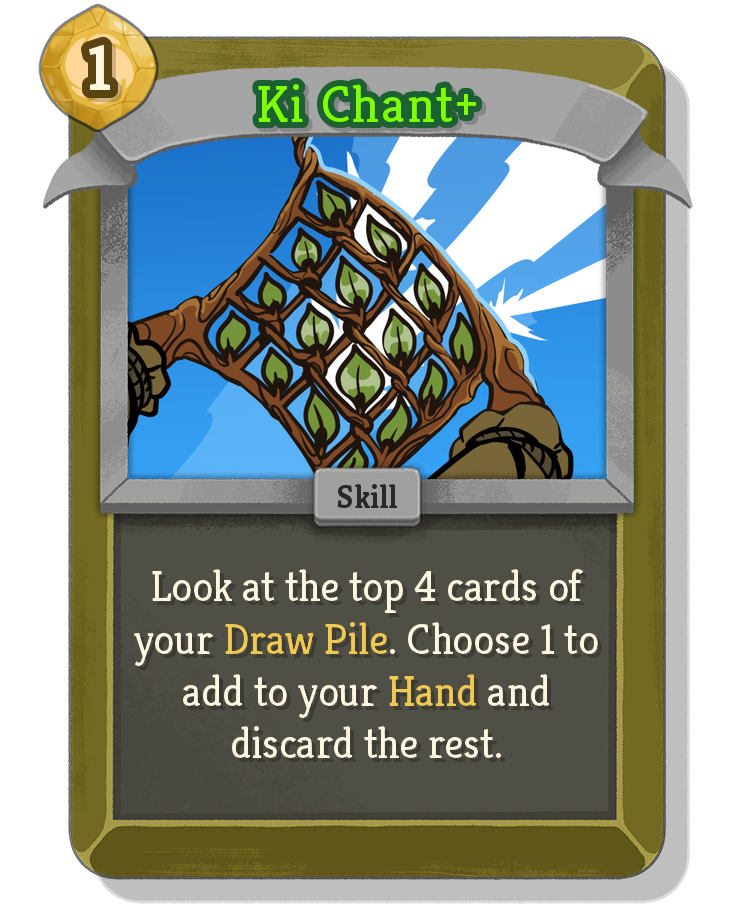 1
Ki Chant+
Skill
Look at the top 4 cards of
your Draw Pile. Choose 1 to
add to your Hand and
discard the rest.